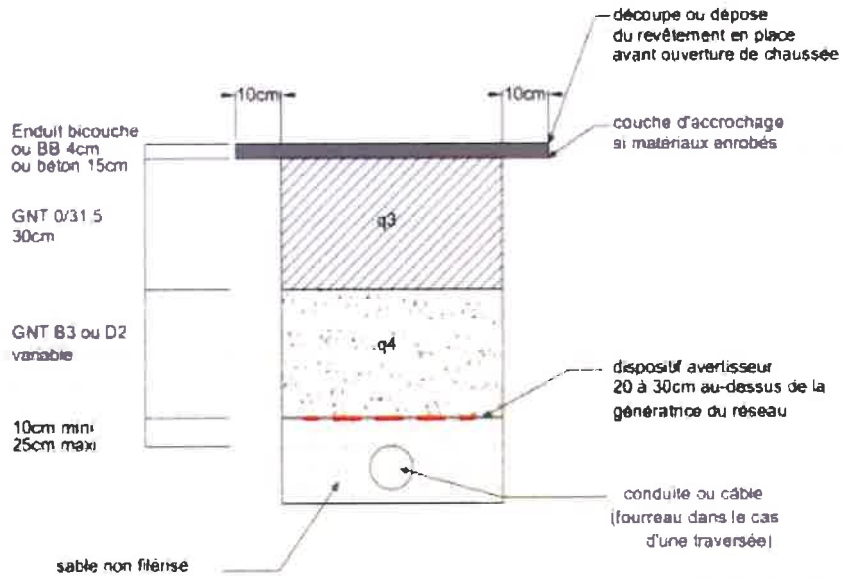 découpe ou dépose
du revêtement en place
avant ouverture de chaussée
10cm
10cm
Enduit bicouche
ou BB 4cm
ou béton 15cm
couche d'accrochage
si matériaux enrobés
GNT 0/31.5
30cm
q3
GNT B3 ou D2
variable
q4
dispositif avertisseur
20 à 30cm au-dessus de la
génératrice du réseau
10cm mini
25cm maxi
conduite ou câble
(fourreau dans le cas
d'une traversée)
sable non filérisé